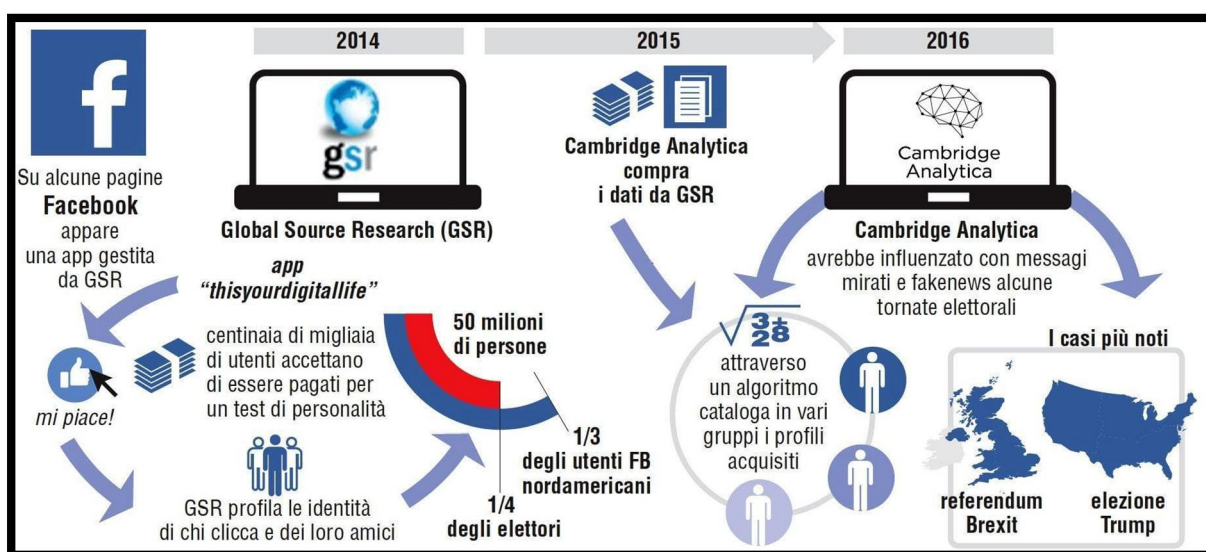 2014
2015
2016
f
Su alcune pagine
Facebook
appare
una app gestita
da GSR
mi piace!
gsr
Global Source Research (GSR)
app
“thisyourdigitallife”
centinaia di migliaia
di utenti accettano
di essere pagati per
un test di personalità
GSR profila le identità
di chi clicca e dei loro amici
50 milioni
di persone
1/3
degli utenti FB
nordamericani
1/4
degli elettori
Cambridge Analytica
compra
i dati da GSR
Cambridge
Analytica
Cambridge Analytica
avrebbe influenzato con messagi
mirati e fakenews alcune
tornate elettorali
attraverso
un algoritmo
cataloga in vari
gruppi i profili
acquisiti
I casi più noti
referendum
Brexit
elezione
Trump